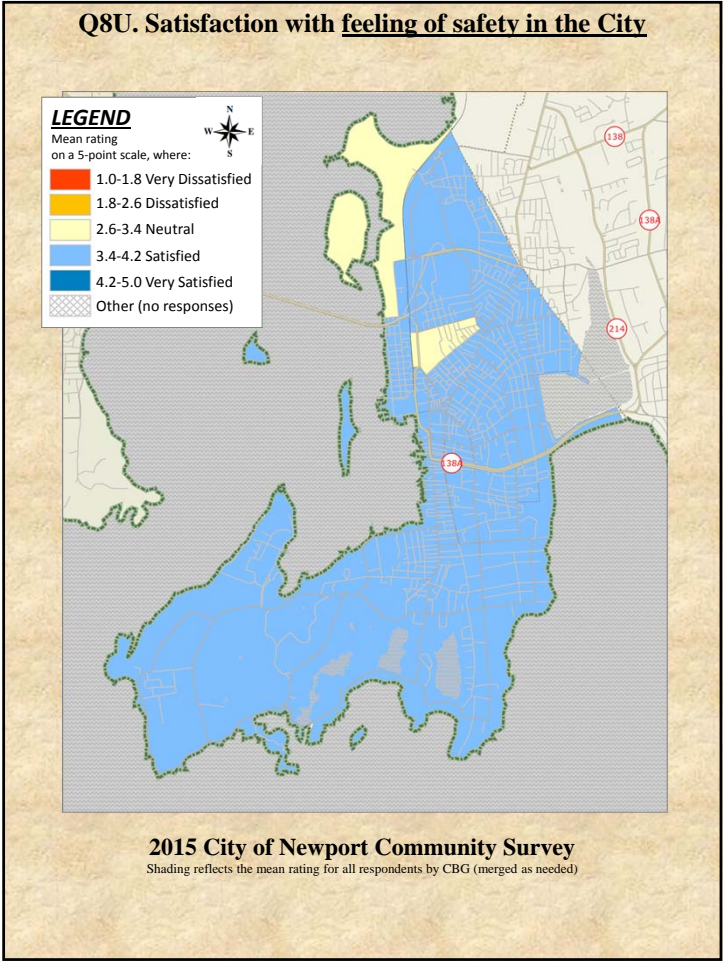 Q8U. Satisfaction with feeling of safety in the City
LEGEND
Mean rating
on a 5-point scale, where:
N
W E
S
1.0-1.8 Very Dissatisfied
1.8-2.6 Dissatisfied
2.6-3.4 Neutral
3.4-4.2 Satisfied
4.2-5.0 Very Satisfied
Other (no responses)
138
138A
214
138A
2015 City of Newport Community Survey
Shading reflects the mean rating for all respondents by CBG (merged as needed)